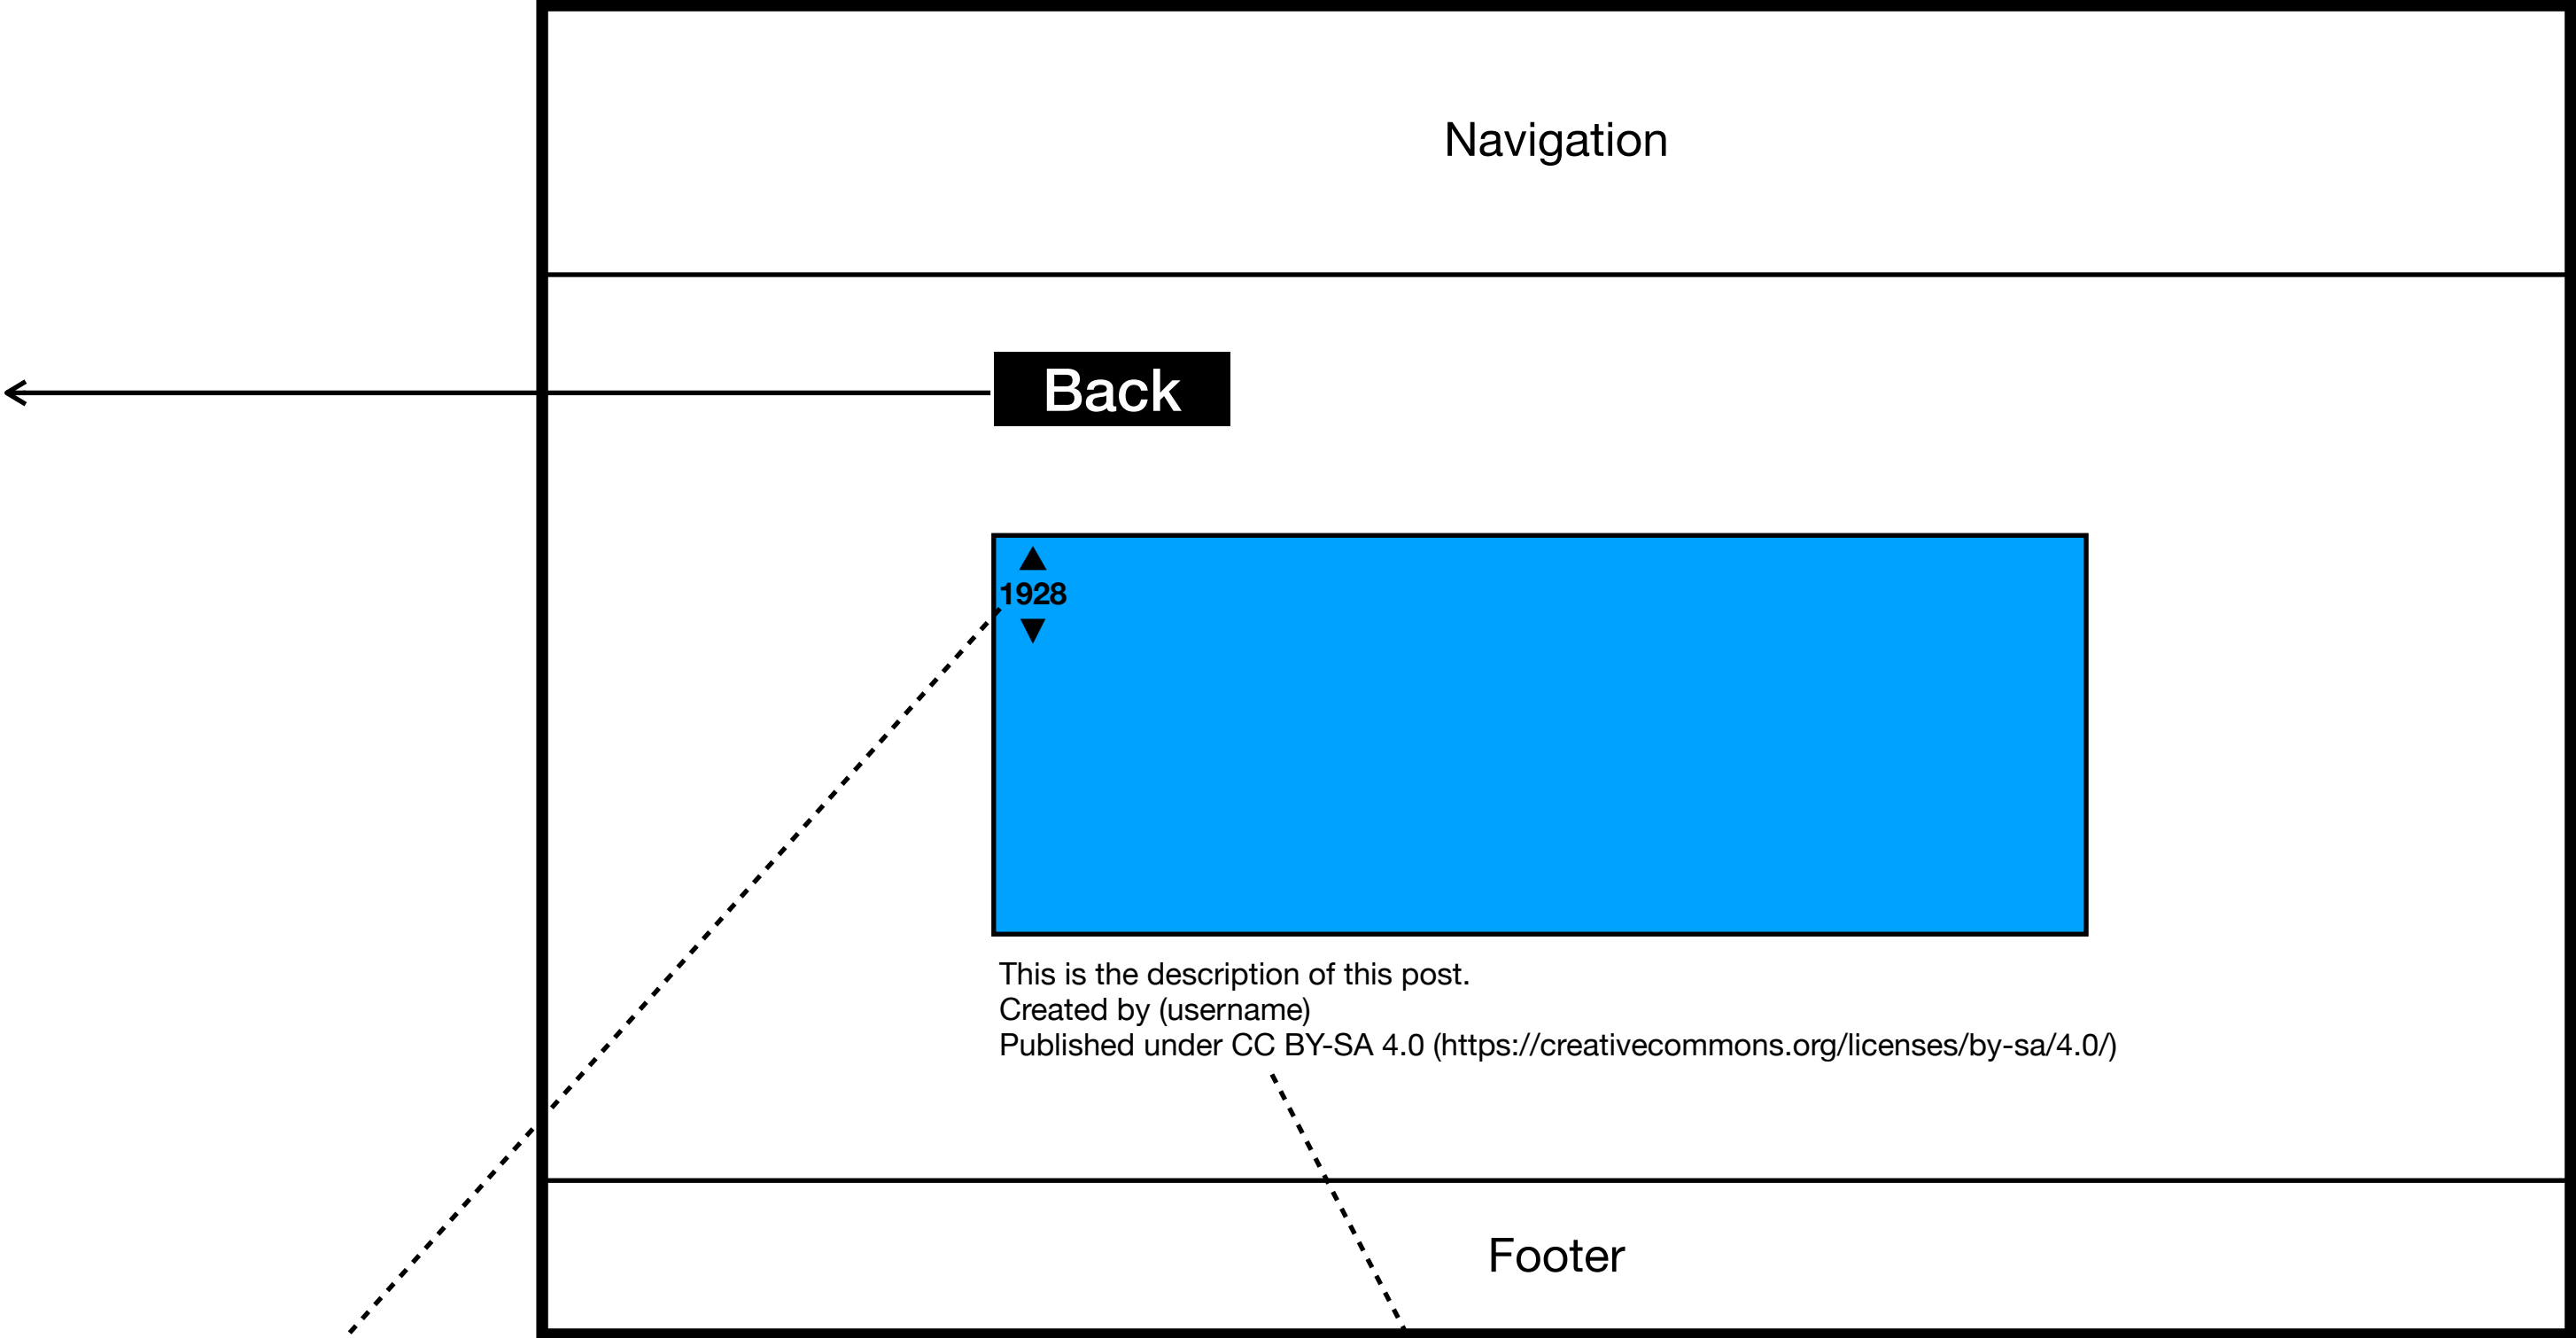 Navigation
Back
1928
This is the description of this post.
Created by (username)
Published under CC BY-SA 4.0 (https://creativecommons.org/licenses/by-sa/4.0/)
Footer